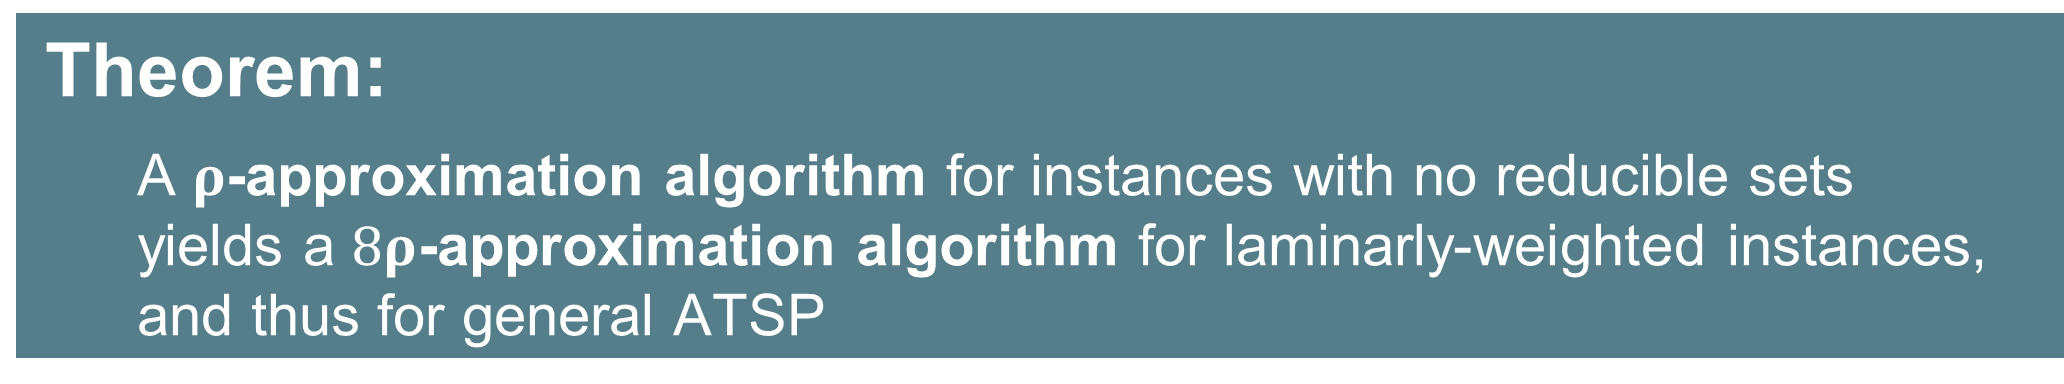 Theorem:
A ρ-approximation algorithm for instances with no reducible sets
yields a 8ρ-approximation algorithm for laminarly-weighted instances,
and thus for general ATSP